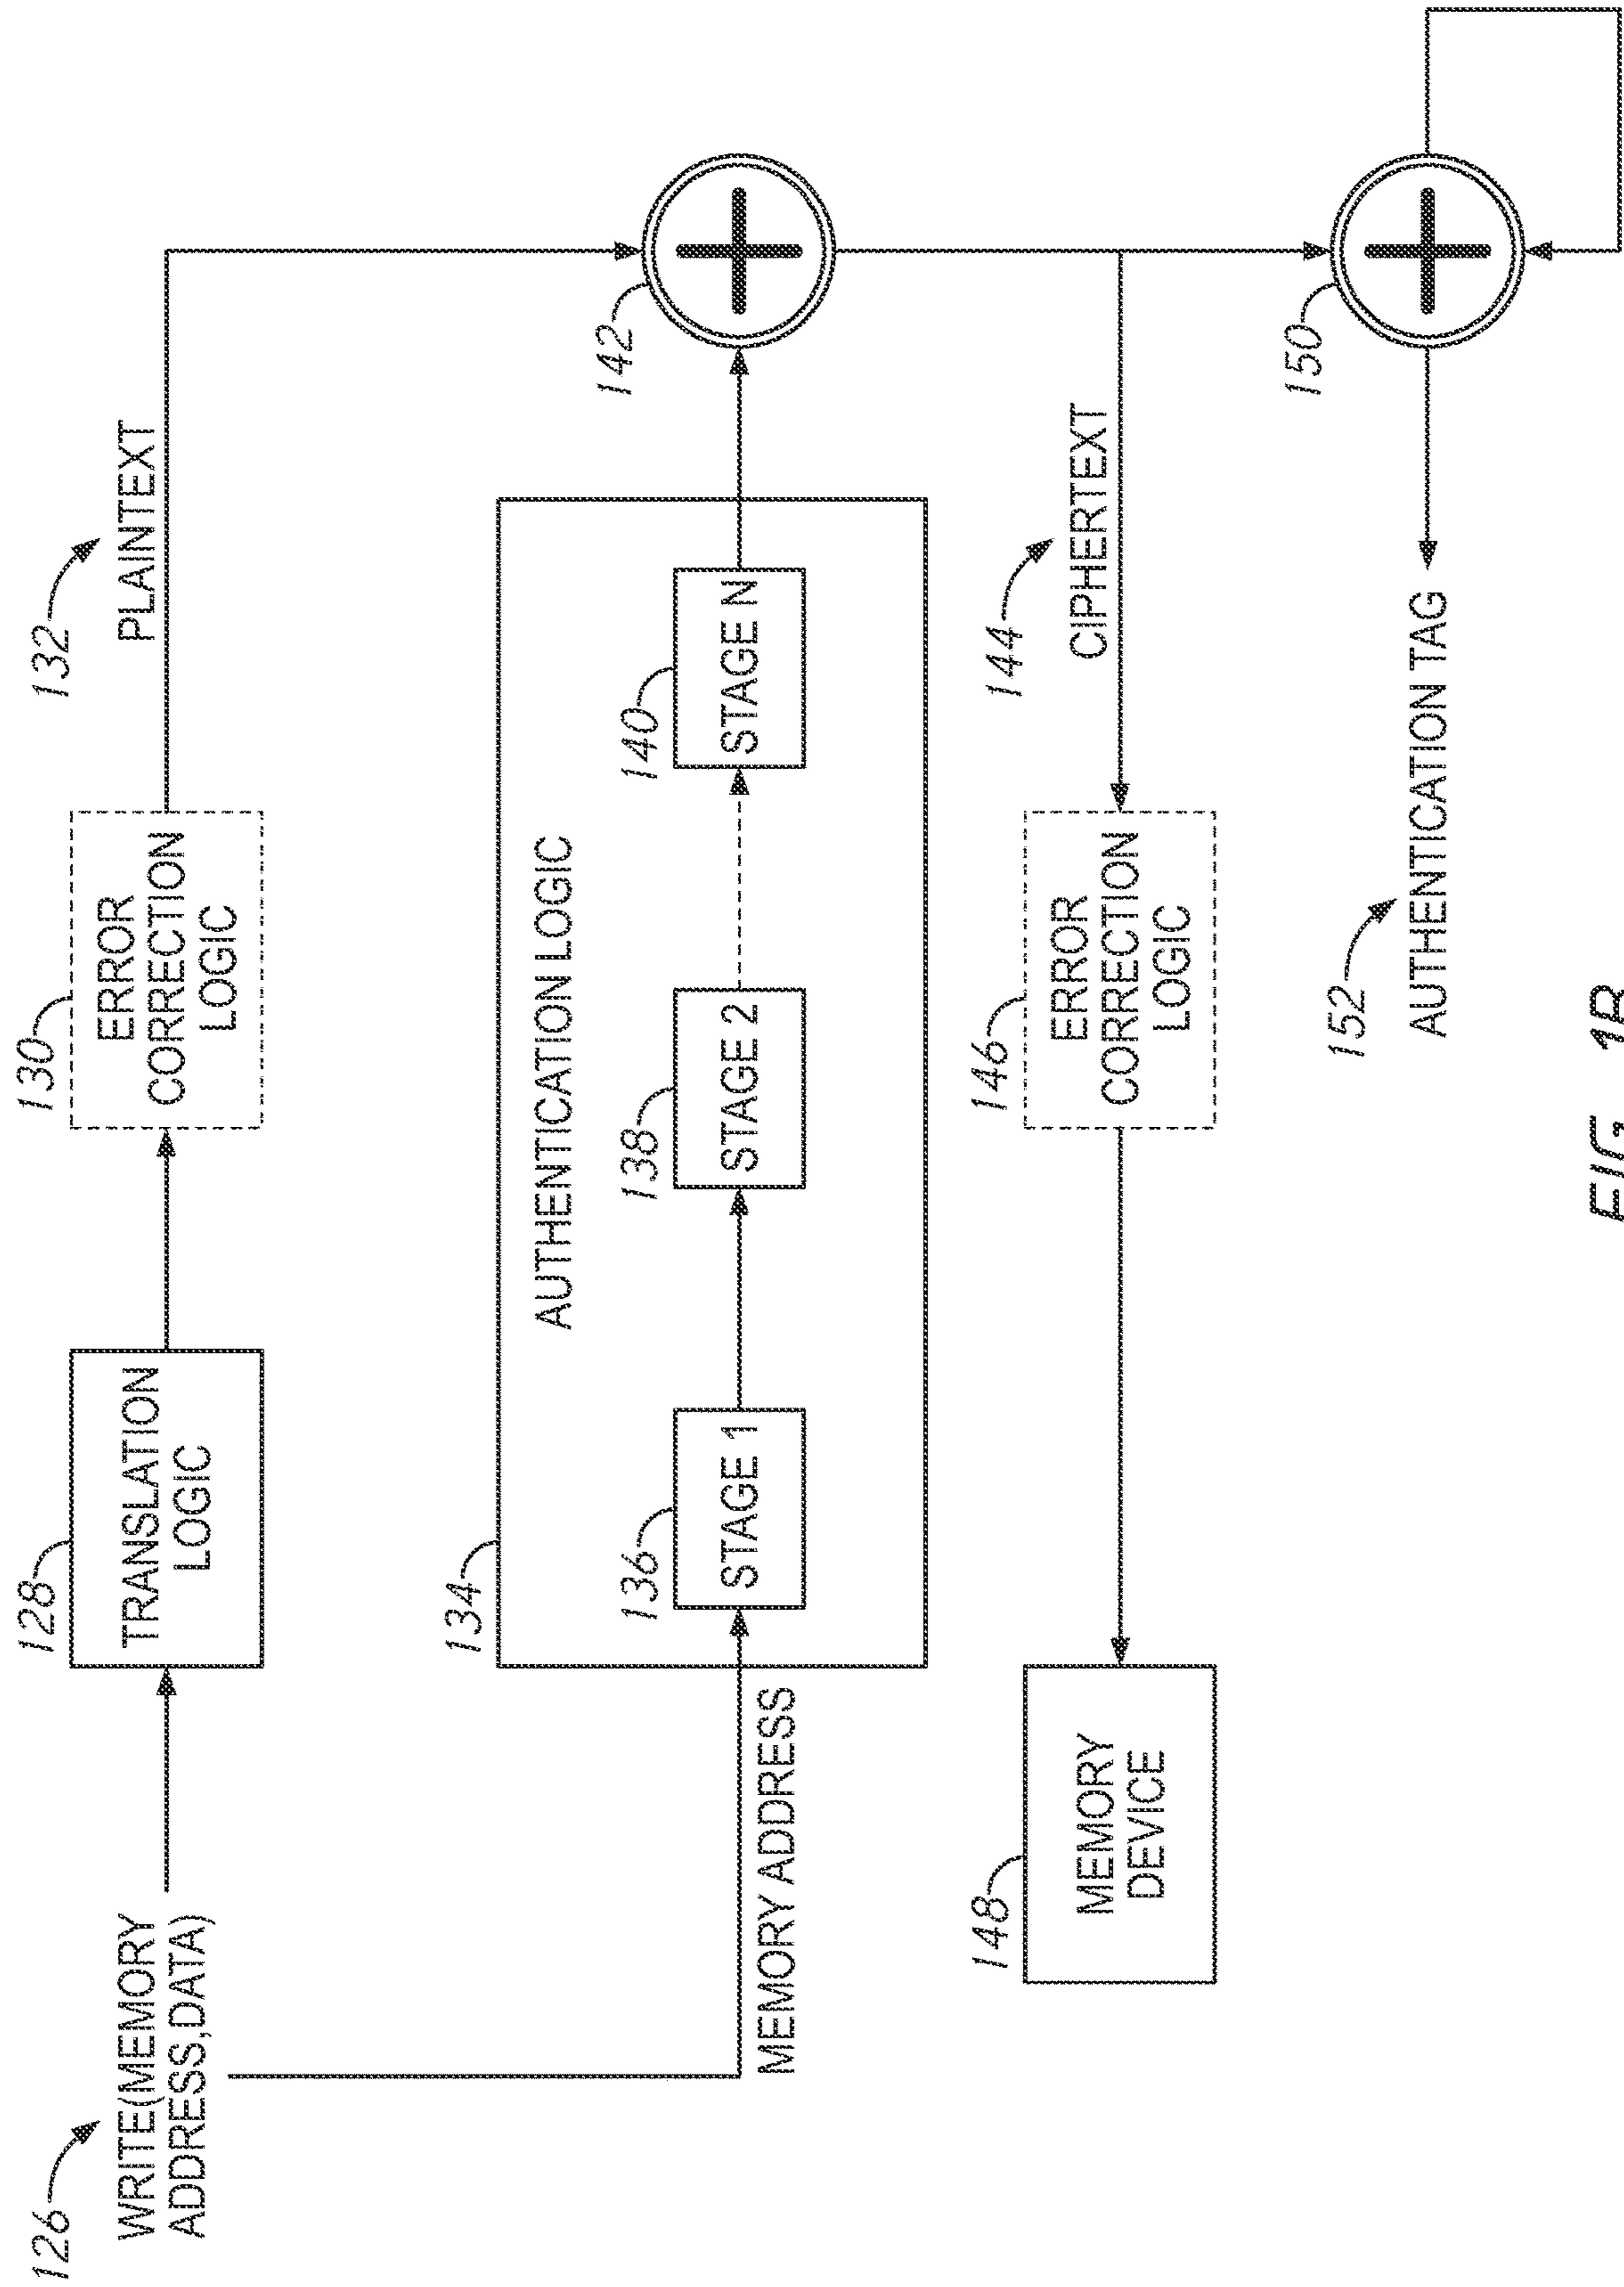 126
WRITE(MEMORY
ADDRESS,DATA)
128
TRANSLATION
LOGIC
130
ERROR
CORRECTION
LOGIC
132
PLAINTEXT
134
AUTHENTICATION LOGIC
MEMORY ADDRESS
136
STAGE 1
138
STAGE 2
140
STAGE N
142
144
CIPHERTEXT
146
ERROR
CORRECTION
LOGIC
148
MEMORY
DEVICE
150
152
AUTHENTICATION TAG
FIG. 1B